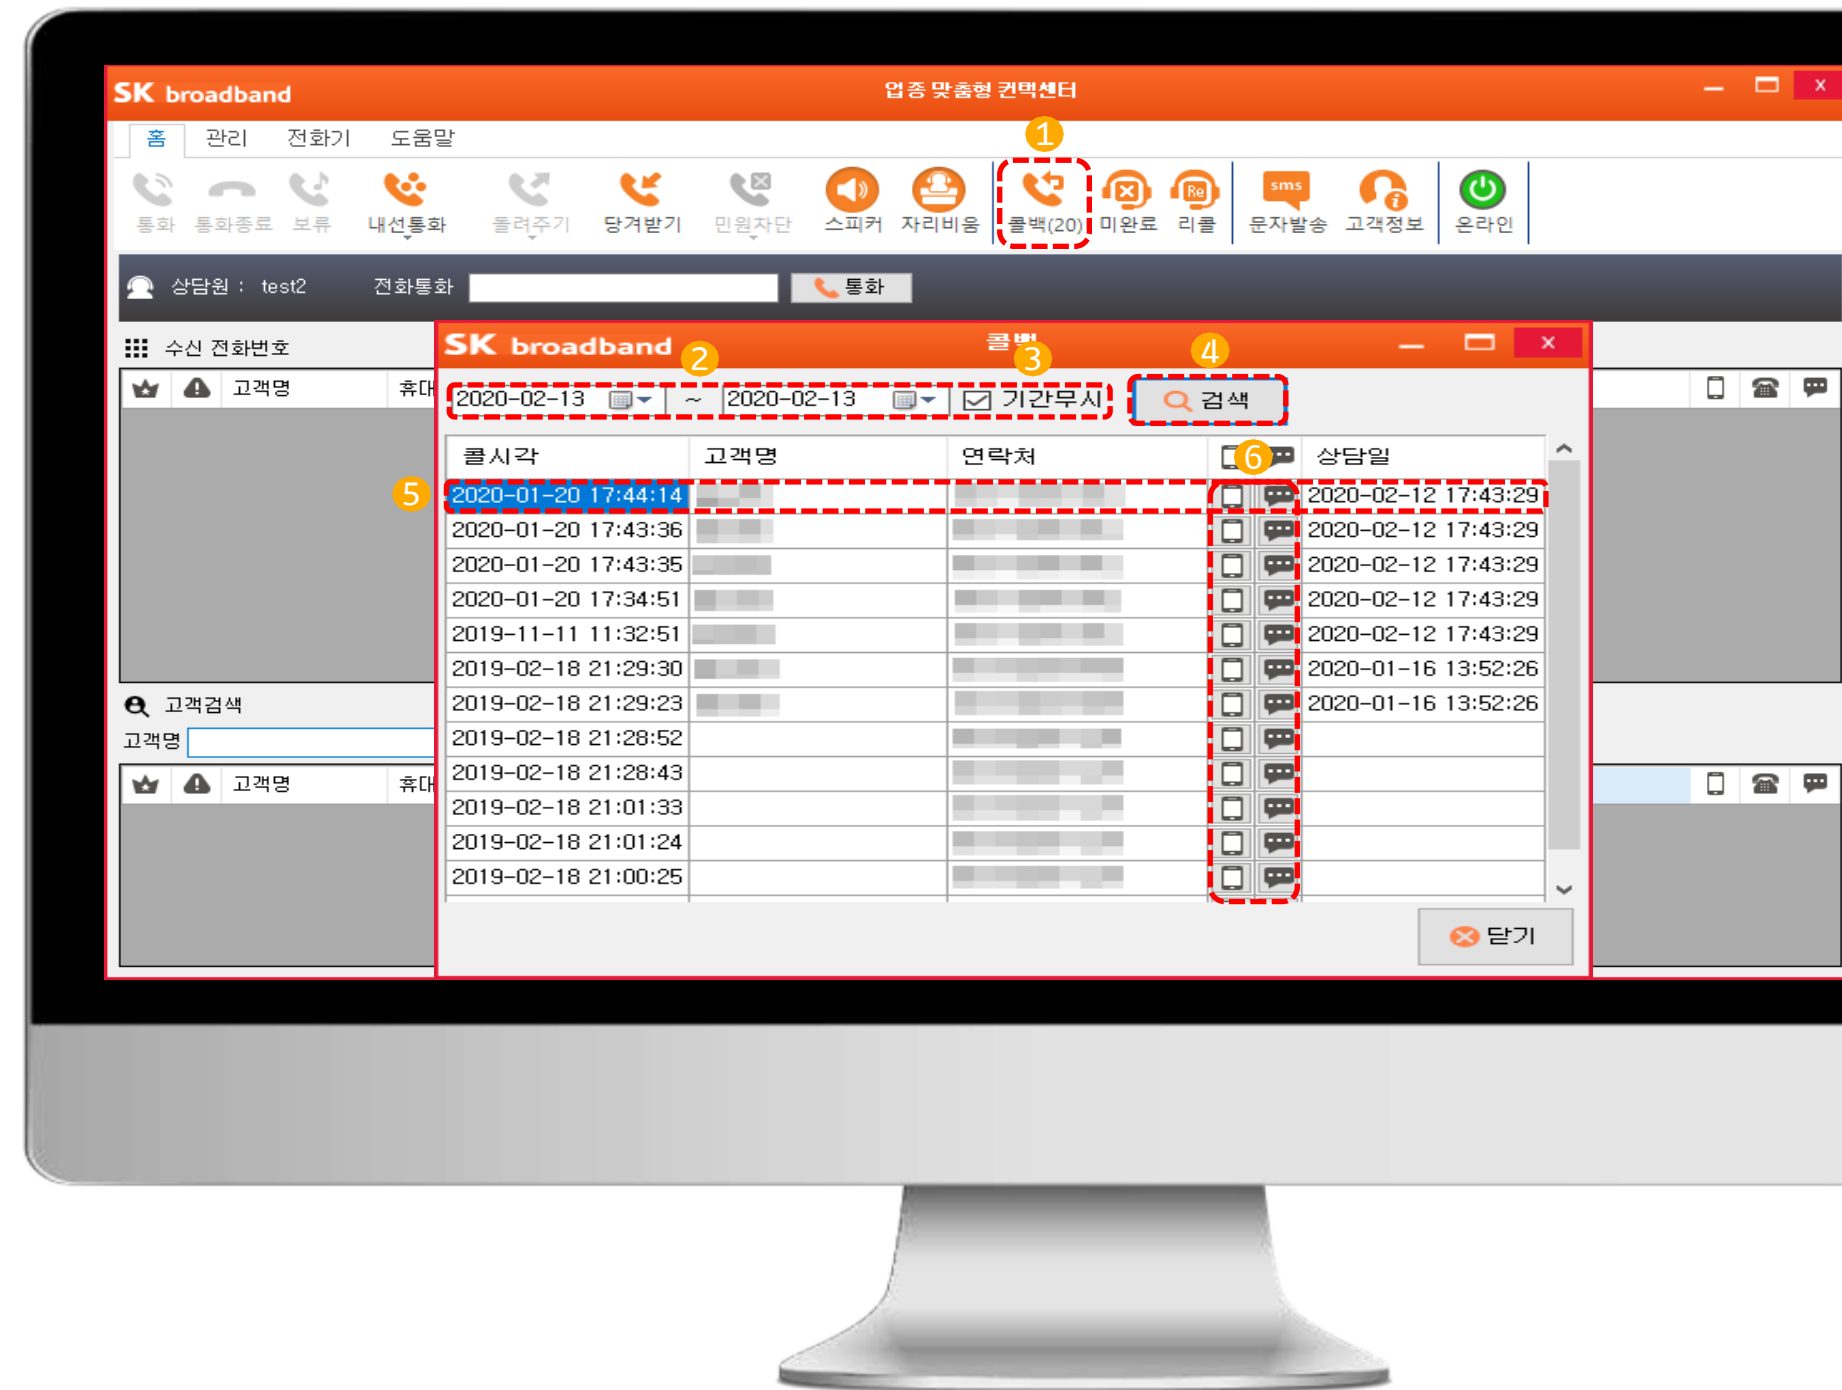 SK broadband 업종 맞춤형 컨택센터
홈 관리 전화기 도움말
1
sms
Re
통화 통화종료 보류 내선통화 돌려주기 당겨받기 민원차단 스피커 자리비움 콜백(20) 미완료 리콜 문자발송 고객정보 온라인
상담원 : test2 전화통화 통화
수신 전화번호
고객명 휴대
SK broadband 콜백
2 3 4
2020-02-13 ~ 2020-02-13 기간무시 검색
콜시각 고객명 연락처 6 상담일
5 2020-01-20 17:44:14 2020-02-12 17:43:29
2020-01-20 17:43:36 2020-02-12 17:43:29
2020-01-20 17:43:35 2020-02-12 17:43:29
2020-01-20 17:34:51 2020-02-12 17:43:29
2019-11-11 11:32:51 2020-02-12 17:43:29
2019-02-18 21:29:30 2020-01-16 13:52:26
2019-02-18 21:29:23 2020-01-16 13:52:26
2019-02-18 21:28:52
2019-02-18 21:28:43
2019-02-18 21:01:33
2019-02-18 21:01:24
2019-02-18 21:00:25
닫기
고객검색
고객명
고객명 휴대